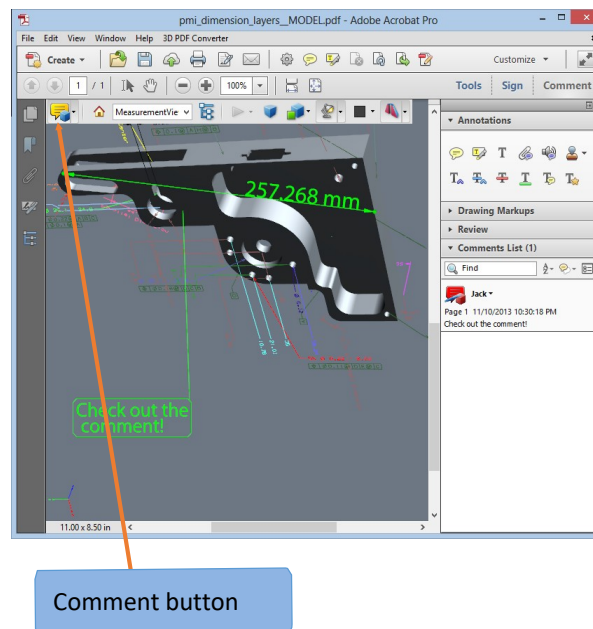 pmi_dimension_layers__MODEL.pdf - Adobe Acrobat Pro
File Edit View Window Help 3D PDF Converter
Create
Customize
1 / 1
100%
Tools Sign Comment
MeasurementVie
Annotations
257.268 mm
Drawing Markups
Review
Comments List (1)
Find
Jack
Page 1 11/10/2013 10:30:18 PM
Check out the comment!
Check out the
comment!
11.00 x 8.50 in
Comment button